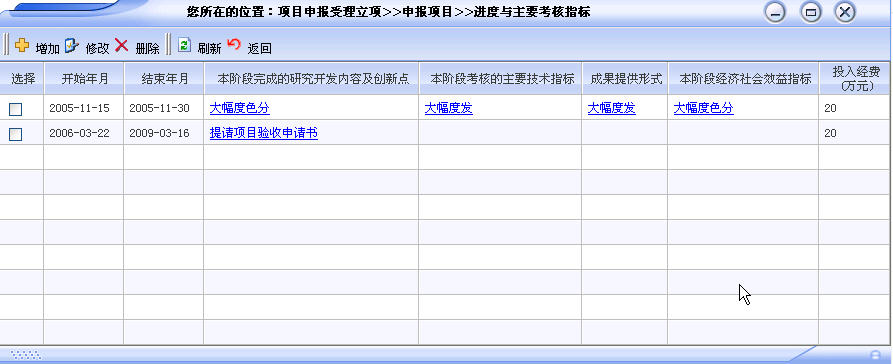 您所在的位置：项目申报受理立项>>申报项目>>进度与主要考核指标
增加 修改 删除 刷新 返回
选择 开始年月 结束年月 本阶段完成的研究开发内容及创新点 本阶段考核的主要技术指标 成果提供形式 本阶段经济社会效益指标 投入经费
(万元)
2005-11-15 2005-11-30 大幅度色分 大幅度发 大幅度发 大幅度色分 20
2006-03-22 2009-03-16 提请项目验收申请书 20